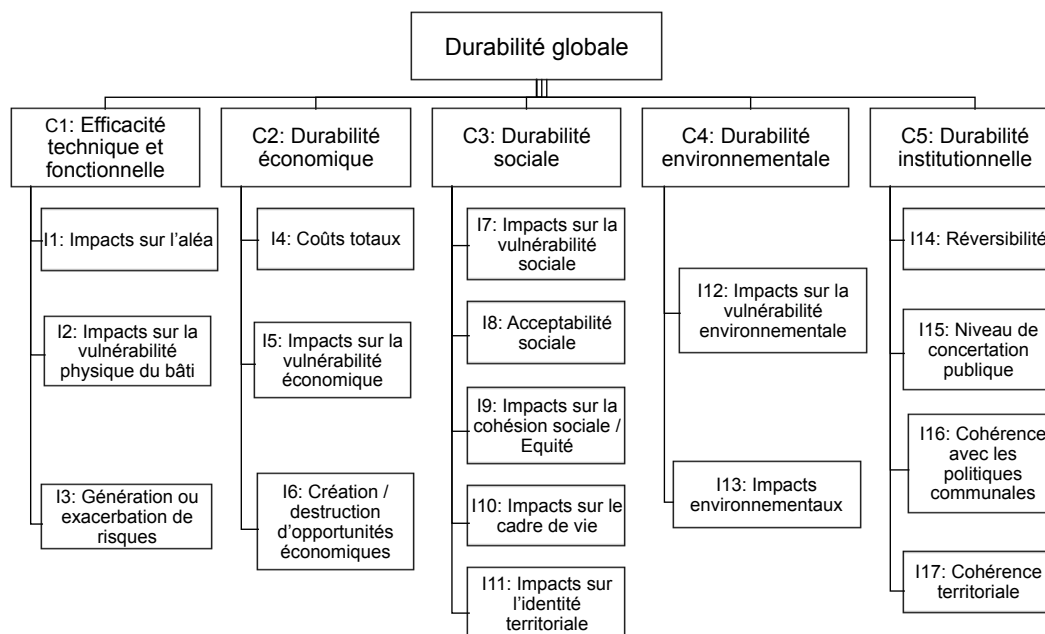 Durabilité globale
C1: Efficacité
technique et
fonctionnelle
I1: Impacts sur l'aléa
I2: Impacts sur la
vulnérabilité
physique du bâti
I3: Génération ou
exacerbation de
risques
C2: Durabilité
économique
I4: Coûts totaux
I5: Impacts sur la
vulnérabilité
économique
I6: Création /
destruction
d'opportunités
économiques
C3: Durabilité
sociale
I7: Impacts sur la
vulnérabilité
sociale
I8: Acceptabilité
sociale
I9: Impacts sur la
cohésion sociale /
Equité
I10: Impacts sur le
cadre de vie
I11: Impacts sur
l'identité
territoriale
C4: Durabilité
environnementale
I12: Impacts sur la
vulnérabilité
environnementale
I13: Impacts
environnementaux
C5: Durabilité
institutionnelle
I14: Réversibilité
I15: Niveau de
concertation
publique
I16: Cohérence
avec les
politiques
communales
I17: Cohérence
territoriale